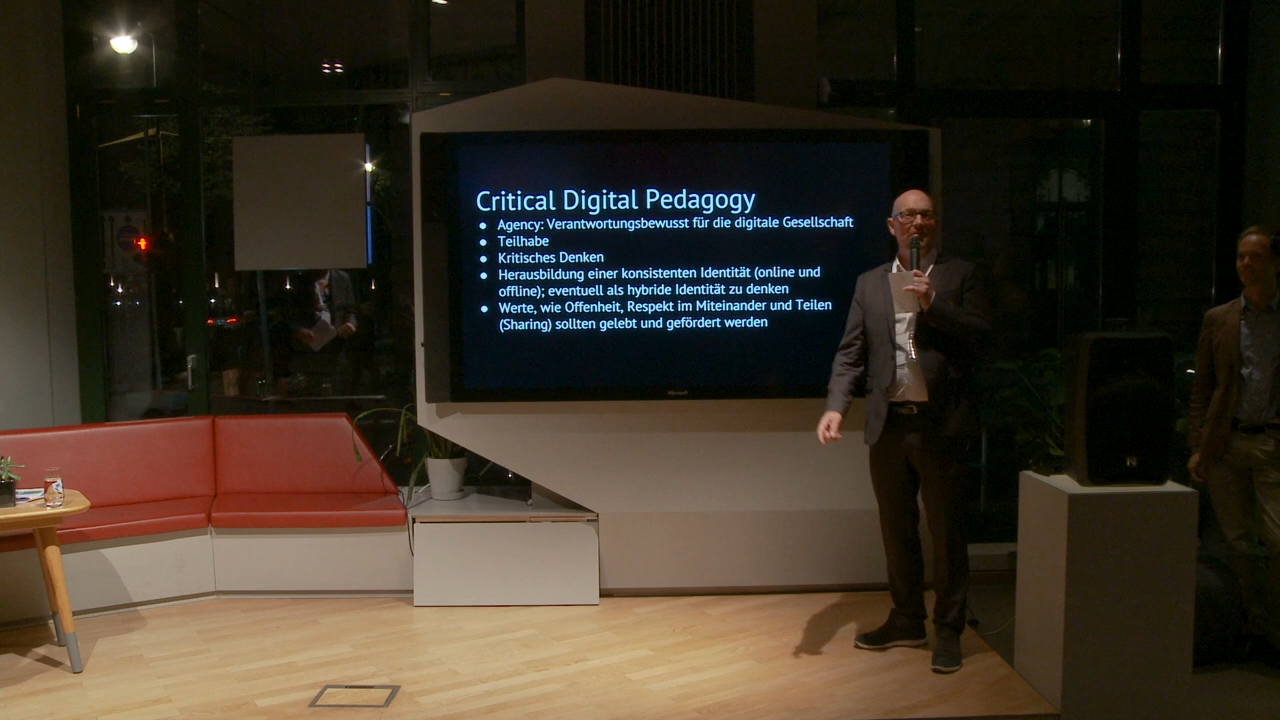 Critical Digital Pedagogy
● Agency: Verantwortungsbewusst für die digitale Gesellschaft
● Teilhabe
● Kritisches Denken
● Herausbildung einer konsistenten Identität (online und
offline); eventuell als hybride Identität zu denken
● Werte, wie Offenheit, Respekt im Miteinander und Teilen
(Sharing) sollten gelebt und gefördert werden
Microsoft